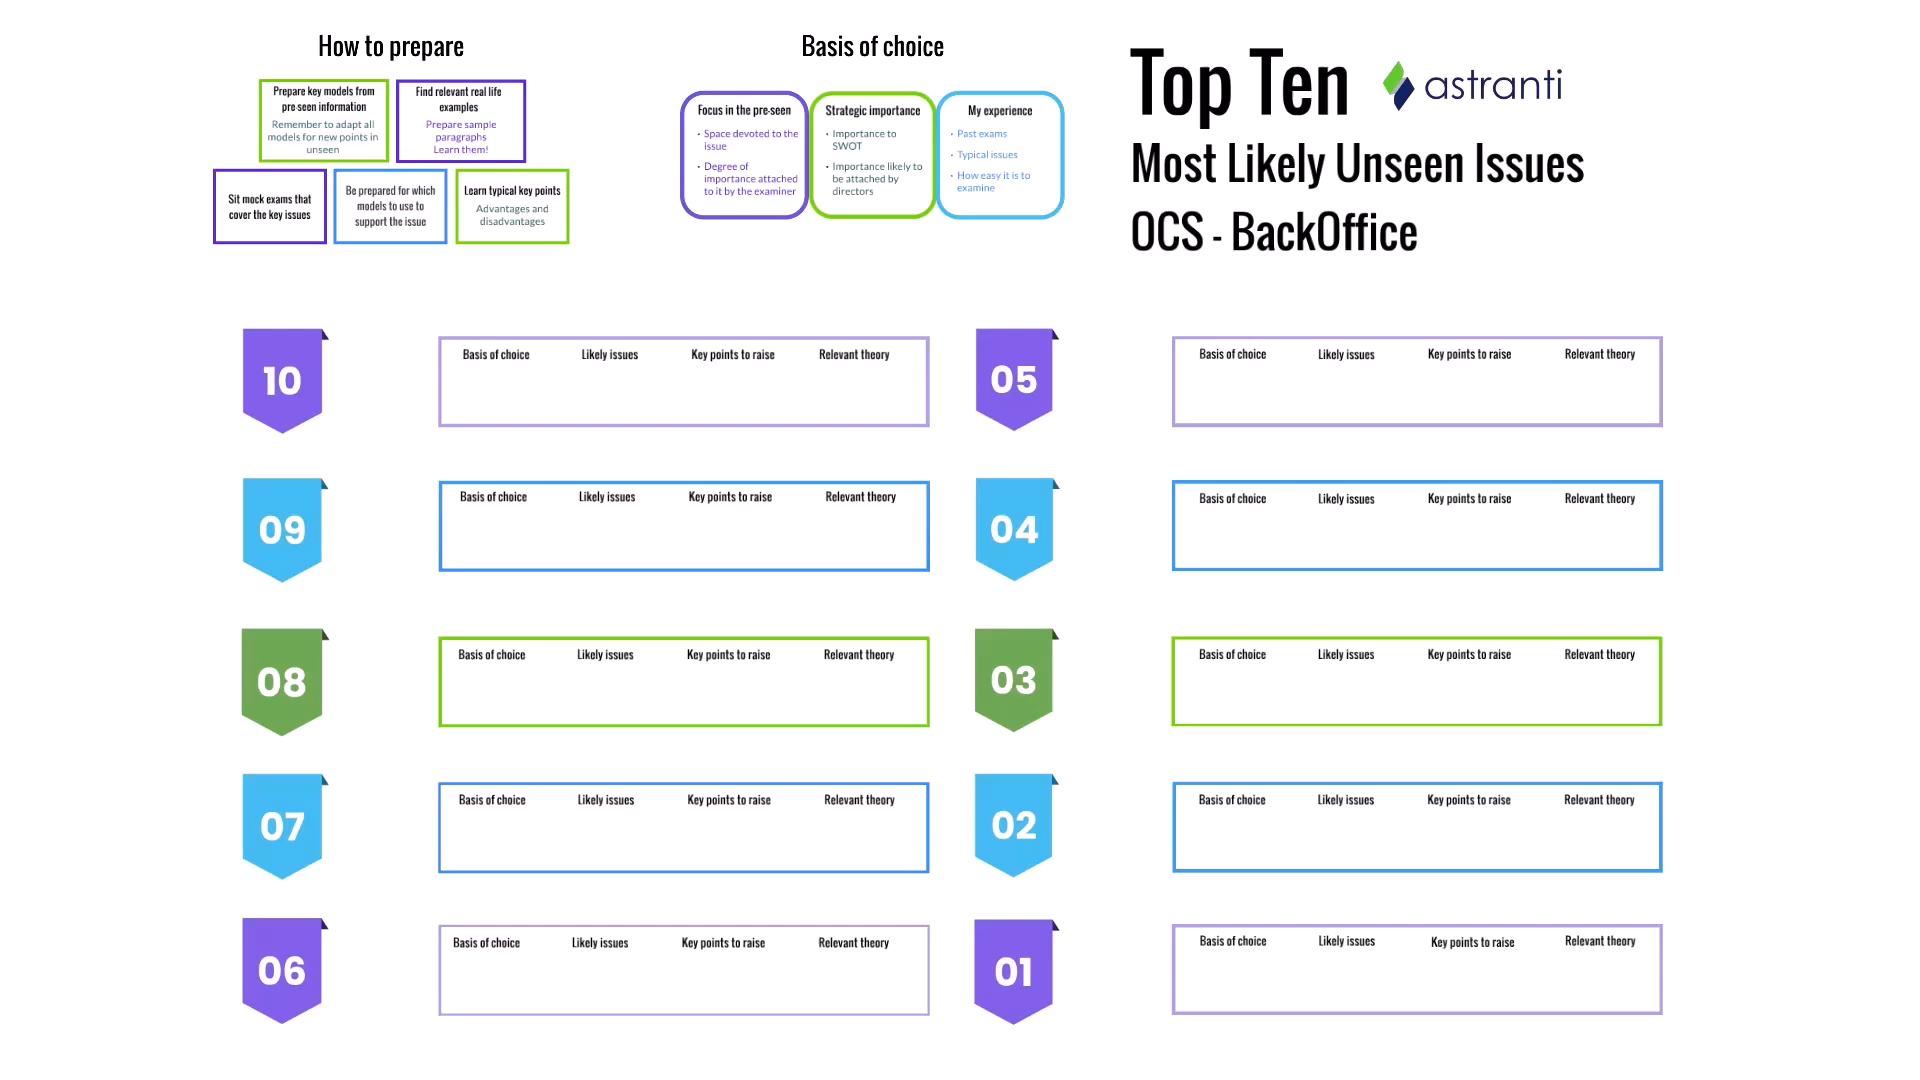 How to prepare
Prepare key models from
pre seen information
Remember to adapt all
models for new points in
unseen
Find relevant real life
examples
Prepare sample
paragraphs
Learn them!
Sit mock exams that
cover the key issues
Be prepared for which
models to use to
support the issue
Learn typical key points
Advantages and
disadvantages
Basis of choice
Focus in the pre-seen
• Space devoted to the
issue
• Degree of
importance attached
to it by the examiner
Strategic importance
• Importance to
SWOT
• Importance likely to
be attached by
directors
My experience
• Past exams
• Typical issues
• How easy it is to
examine
Top Ten
astranti
Most Likely Unseen Issues
OCS - BackOffice
10
Basis of choice Likely issues Key points to raise Relevant theory
09
Basis of choice Likely issues Key points to raise Relevant theory
08
Basis of choice Likely issues Key points to raise Relevant theory
07
Basis of choice Likely issues Key points to raise Relevant theory
06
Basis of choice Likely issues Key points to raise Relevant theory
05
Basis of choice Likely issues Key points to raise Relevant theory
04
Basis of choice Likely issues Key points to raise Relevant theory
03
Basis of choice Likely issues Key points to raise Relevant theory
02
Basis of choice Likely issues Key points to raise Relevant theory
01
Basis of choice Likely issues Key points to raise Relevant theory